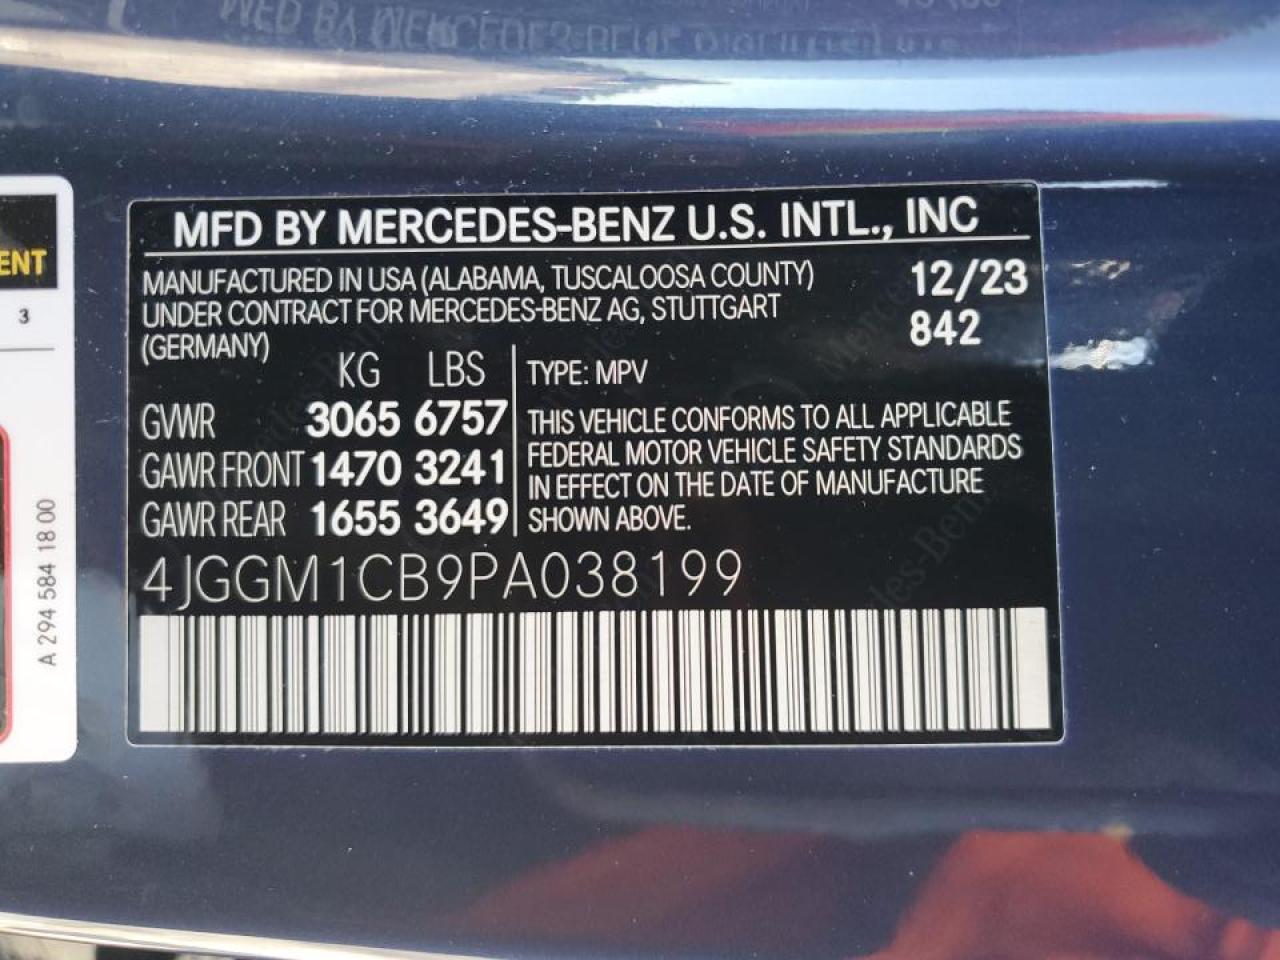 MFD BY MERCEDES-BENZ U.S. INTL., INC
MANUFACTURED IN USA (ALABAMA, TUSCALOOSA COUNTY)
UNDER CONTRACT FOR MERCEDES-BENZ AG, STUTTGART
(GERMANY)
12/23
842
KG LBS
GVWR 3065 6757
GAWR FRONT 1470 3241
GAWR REAR 1655 3649
TYPE: MPV
THIS VEHICLE CONFORMS TO ALL APPLICABLE
FEDERAL MOTOR VEHICLE SAFETY STANDARDS
IN EFFECT ON THE DATE OF MANUFACTURE
SHOWN ABOVE.
4JGGM1CB9PA038199
ENT
3
A 294 584 18 00